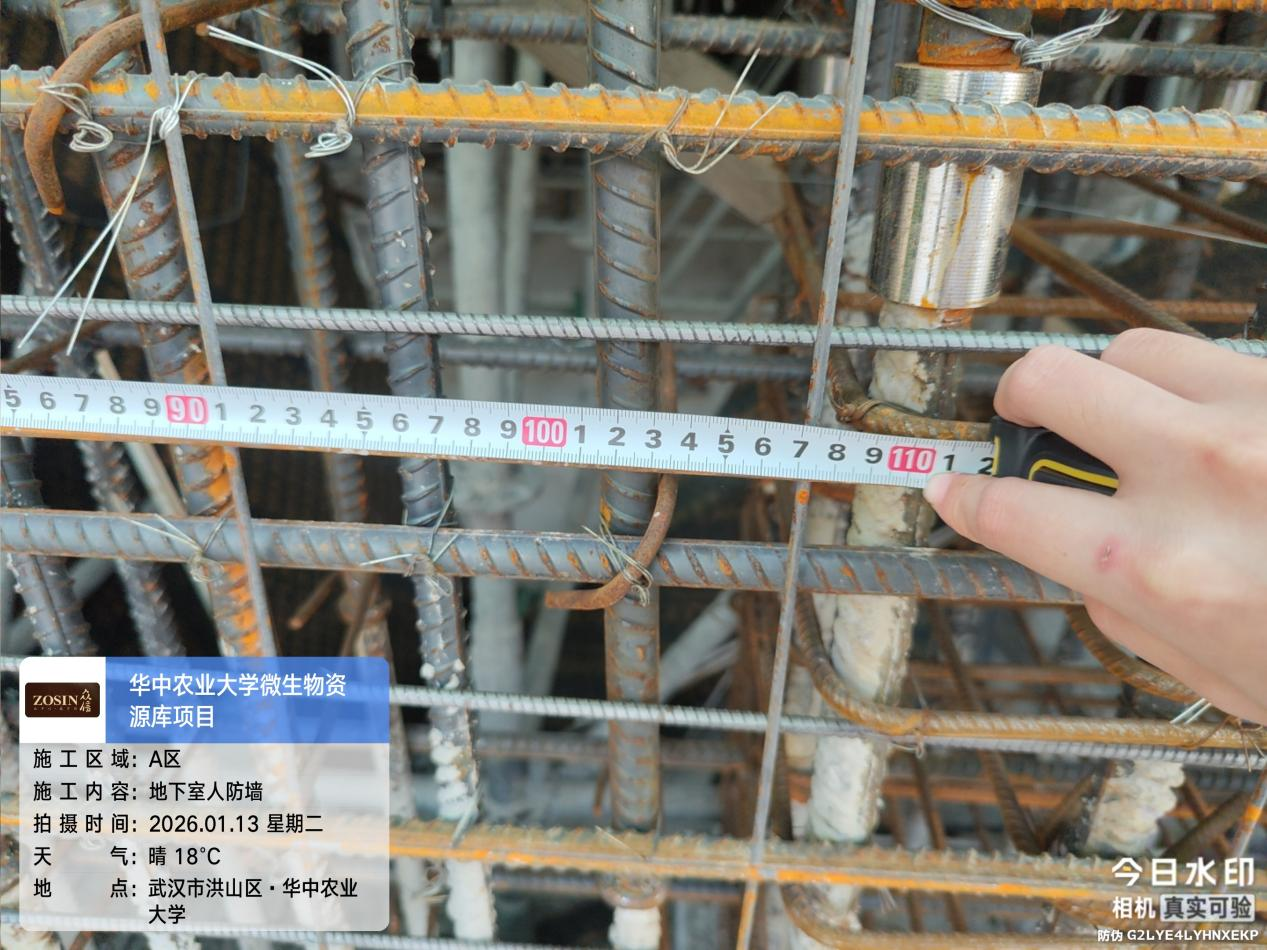 5 6 7 8 9 90 1 2 3 4 5 6 7 8 9 100 1 2 3 4 5 6 7 8 9 110 1 2
ZOSIN 众信
华中农业大学微生物资
源库项目
施工区域：A区
施工内容：地下室人防墙
拍摄时间：2026.01.13 星期二
天气：晴 18°C
地点：武汉市洪山区·华中农业
大学
今日水印
相机 真实可验
防伪 G2LYE4LYHNXEKP